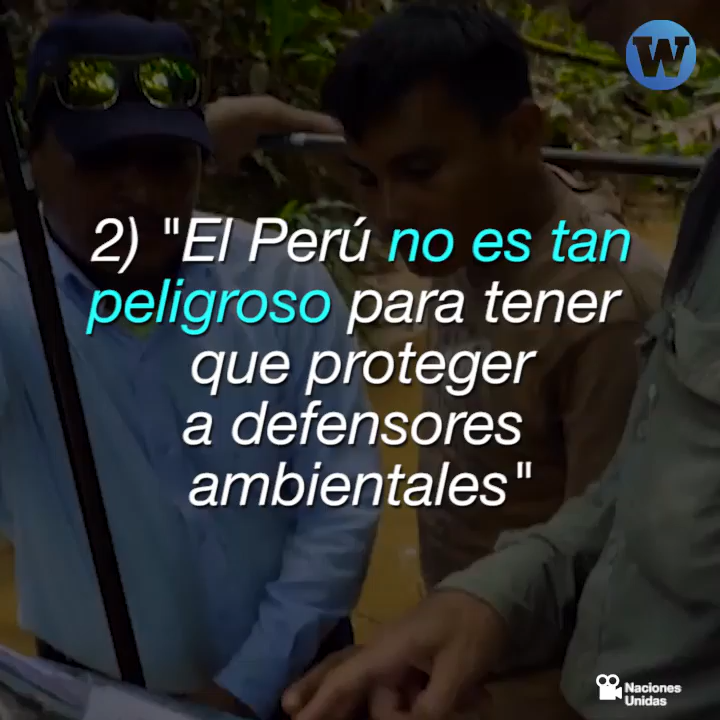 W
2) "El Perú no es tan
peligroso para tener
que proteger
a defensores
ambientales"
Naciones
Unidas